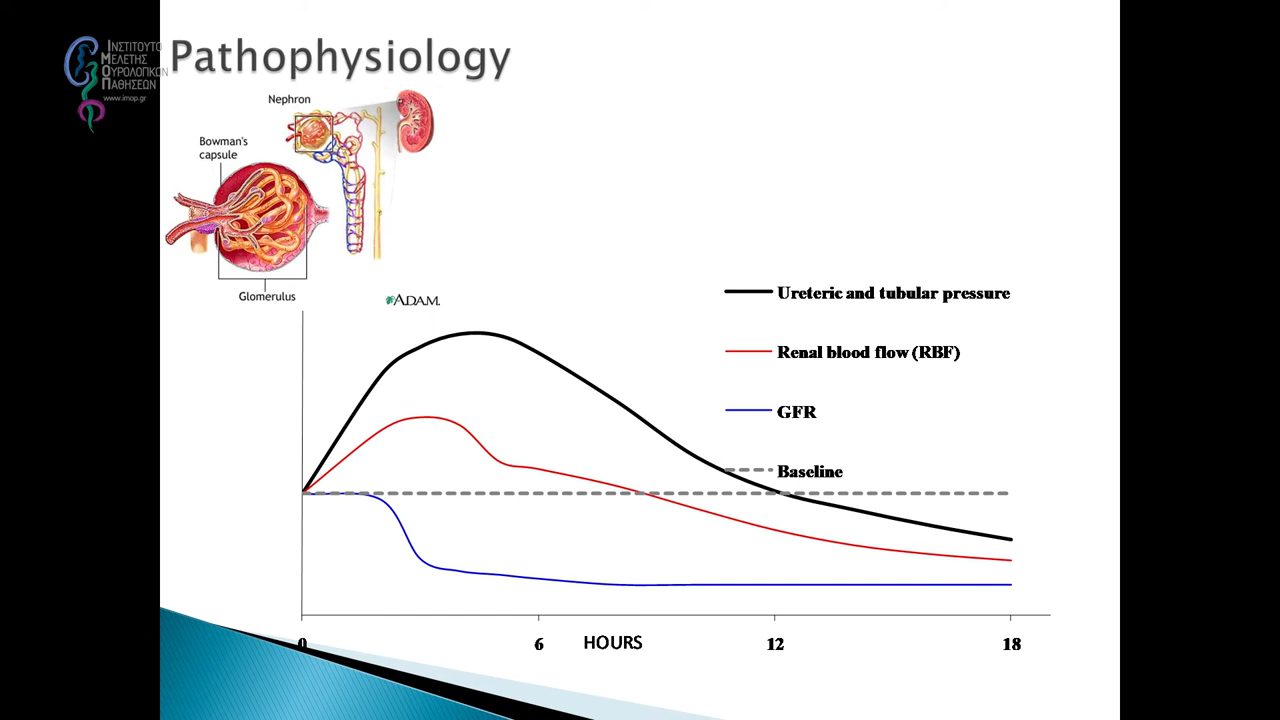 ΙΝΣΤΙΤΟΥΤΟ
ΜΕΛΕΤΗΣ
ΟΥΡΟΛΟΓΙΚΩΝ
ΠΑΘΗΣΕΩΝ
www.imop.gr
Pathophysiology
Nephron
Bowman's
capsule
Glomerulus
ADAM.
Ureteric and tubular pressure
Renal blood flow (RBF)
GFR
Baseline
0 6 HOURS 12 18